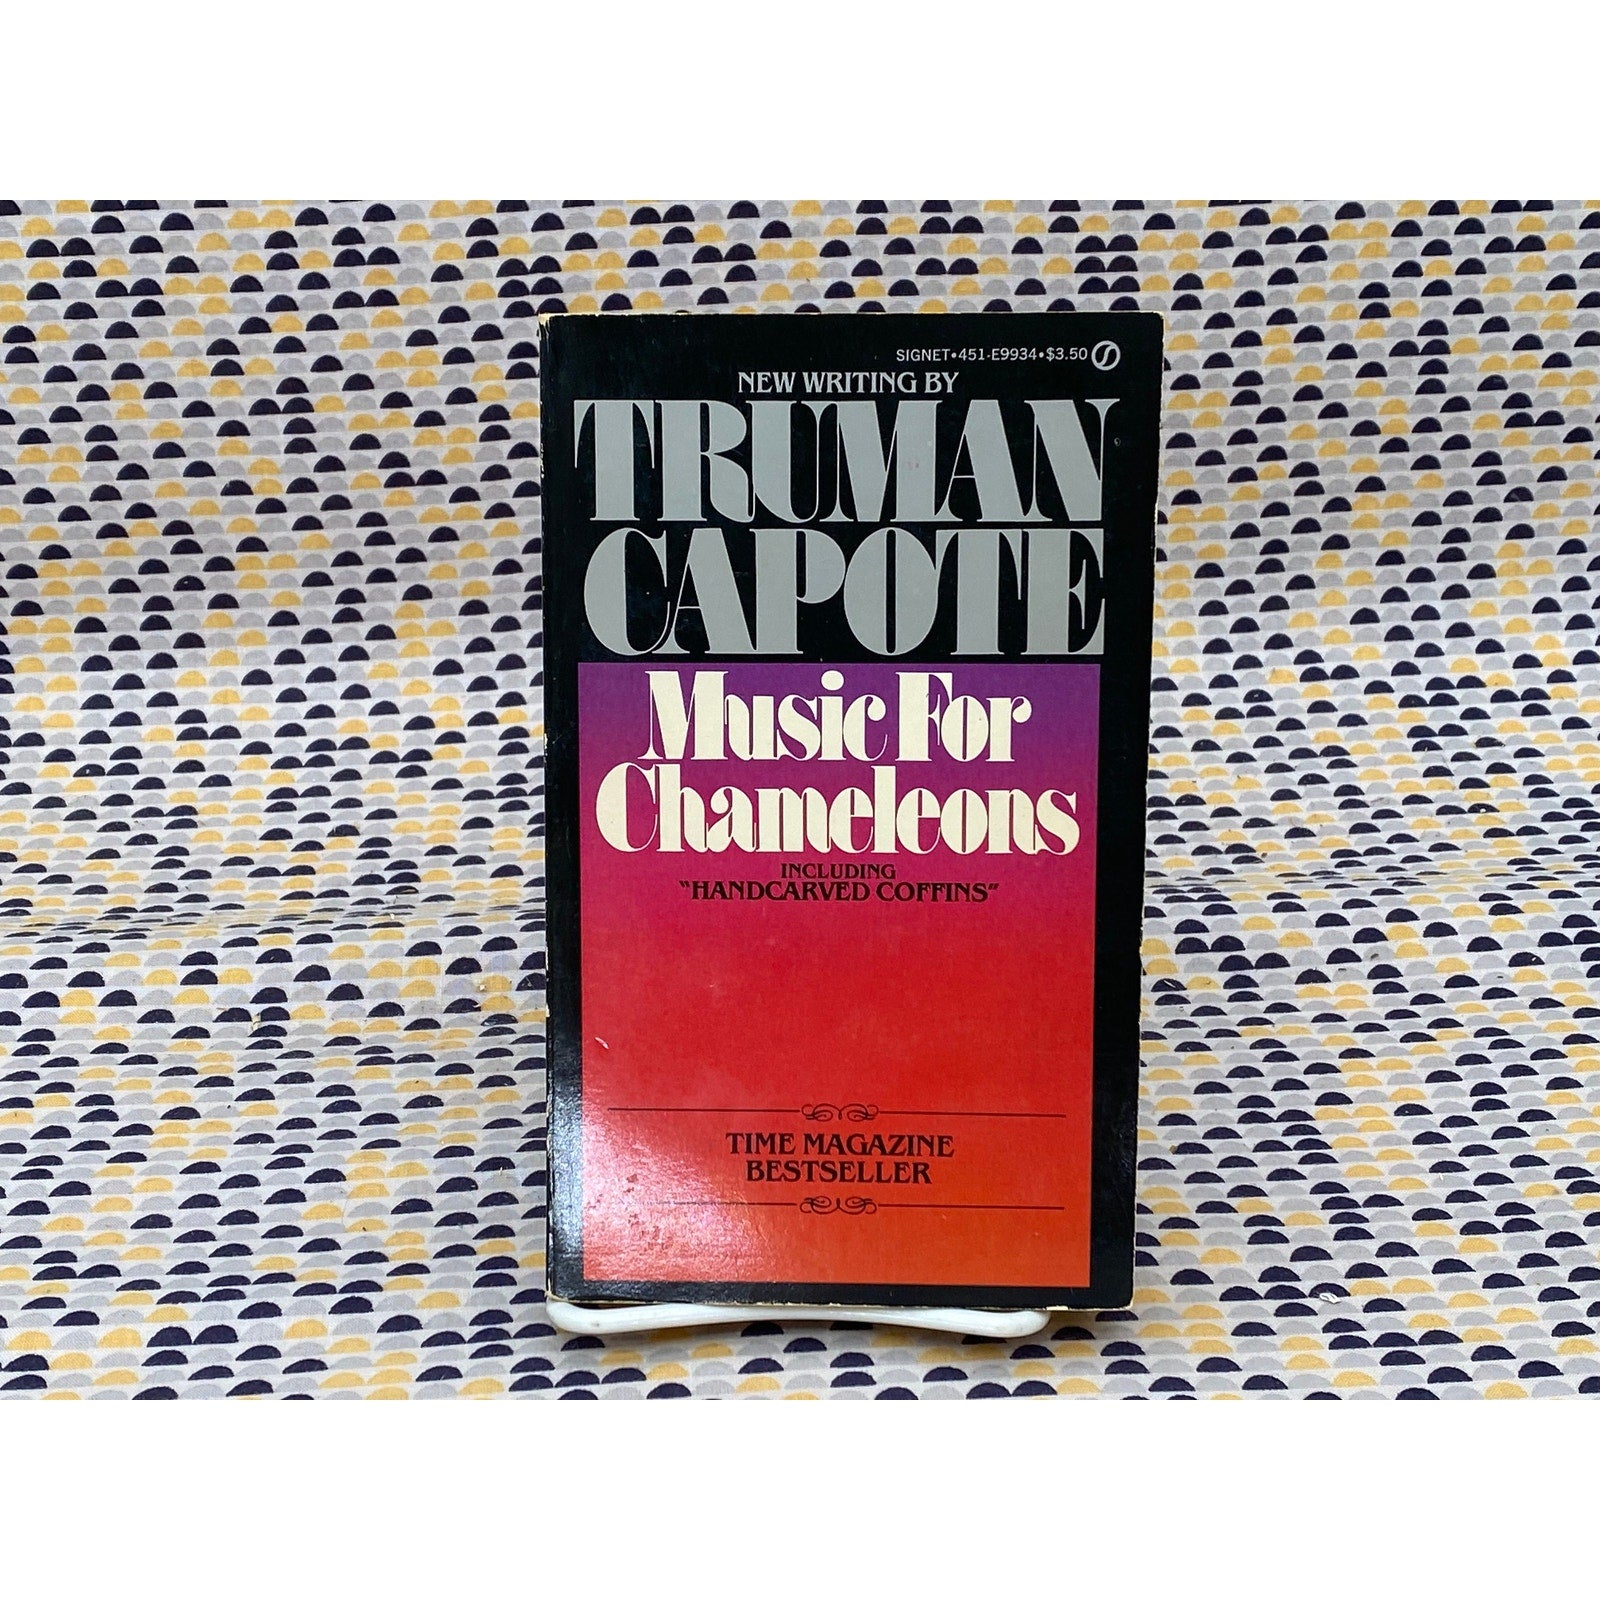 SIGNET•451-E9934•$3.50
NEW WRITING BY
TRUMAN
CAPOTE
Music For
Chameleons
INCLUDING
"HANDCARVED COFFINS"
TIME MAGAZINE
BESTSELLER